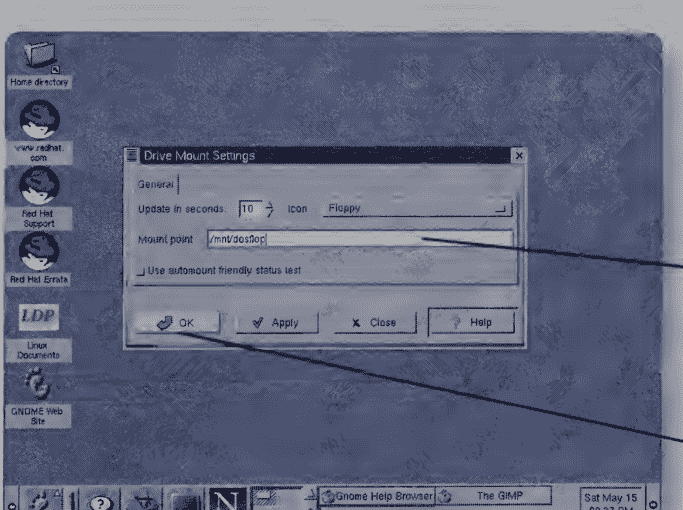 Home directory
www.redhat.
com
Red Hat
Support
Red Hat Errata
LDP
Linux
Documents
GNOME Web
Site
Drive Mount Settings
General
Update in seconds 10 Icon Floppy
Mount point /mnt/dosflop
Use automount friendly status test
OK Apply Close Help
N Gnome Help Browser The GIMP Sat May 15